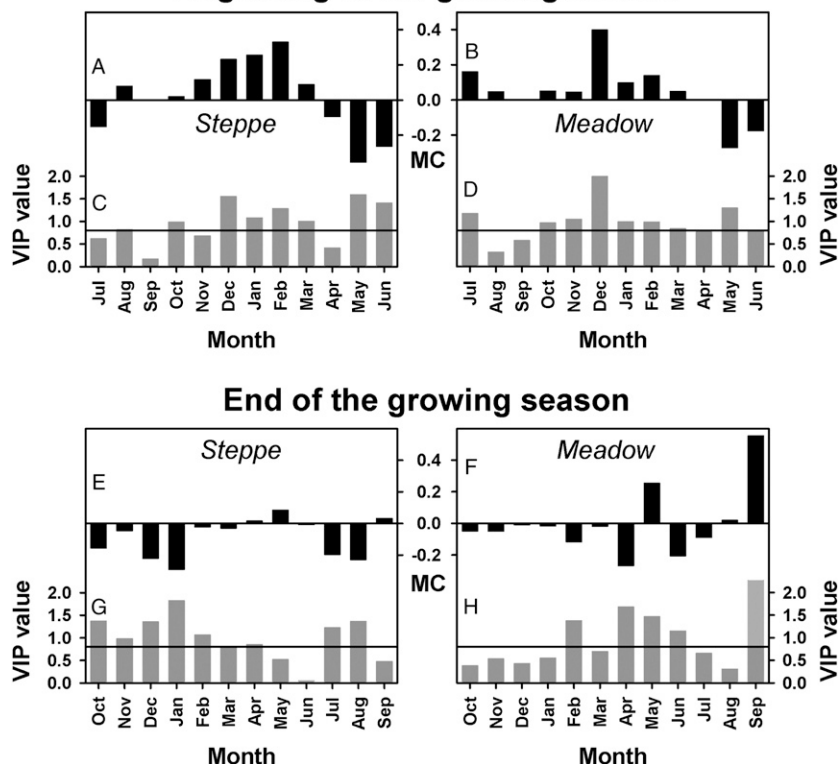 A
B
0.4
0.2
0.0
-0.2
Steppe
Meadow
MC
VIP value
2.0
1.5
1.0
0.5
0.0
C
D
2.0
1.5
1.0
0.5
0.0
VIP value
Jul
Aug
Sep
Oct
Nov
Dec
Jan
Feb
Mar
Apr
May
Jun
Jul
Aug
Sep
Oct
Nov
Dec
Jan
Feb
Mar
Apr
May
Jun
Month
Month
End of the growing season
Steppe
Meadow
E
F
0.4
0.2
0.0
-0.2
MC
VIP value
2.0
1.5
1.0
0.5
0.0
G
H
2.0
1.5
1.0
0.5
0.0
VIP value
Oct
Nov
Dec
Jan
Feb
Mar
Apr
May
Jun
Jul
Aug
Sep
Oct
Nov
Dec
Jan
Feb
Mar
Apr
May
Jun
Jul
Aug
Sep
Month
Month